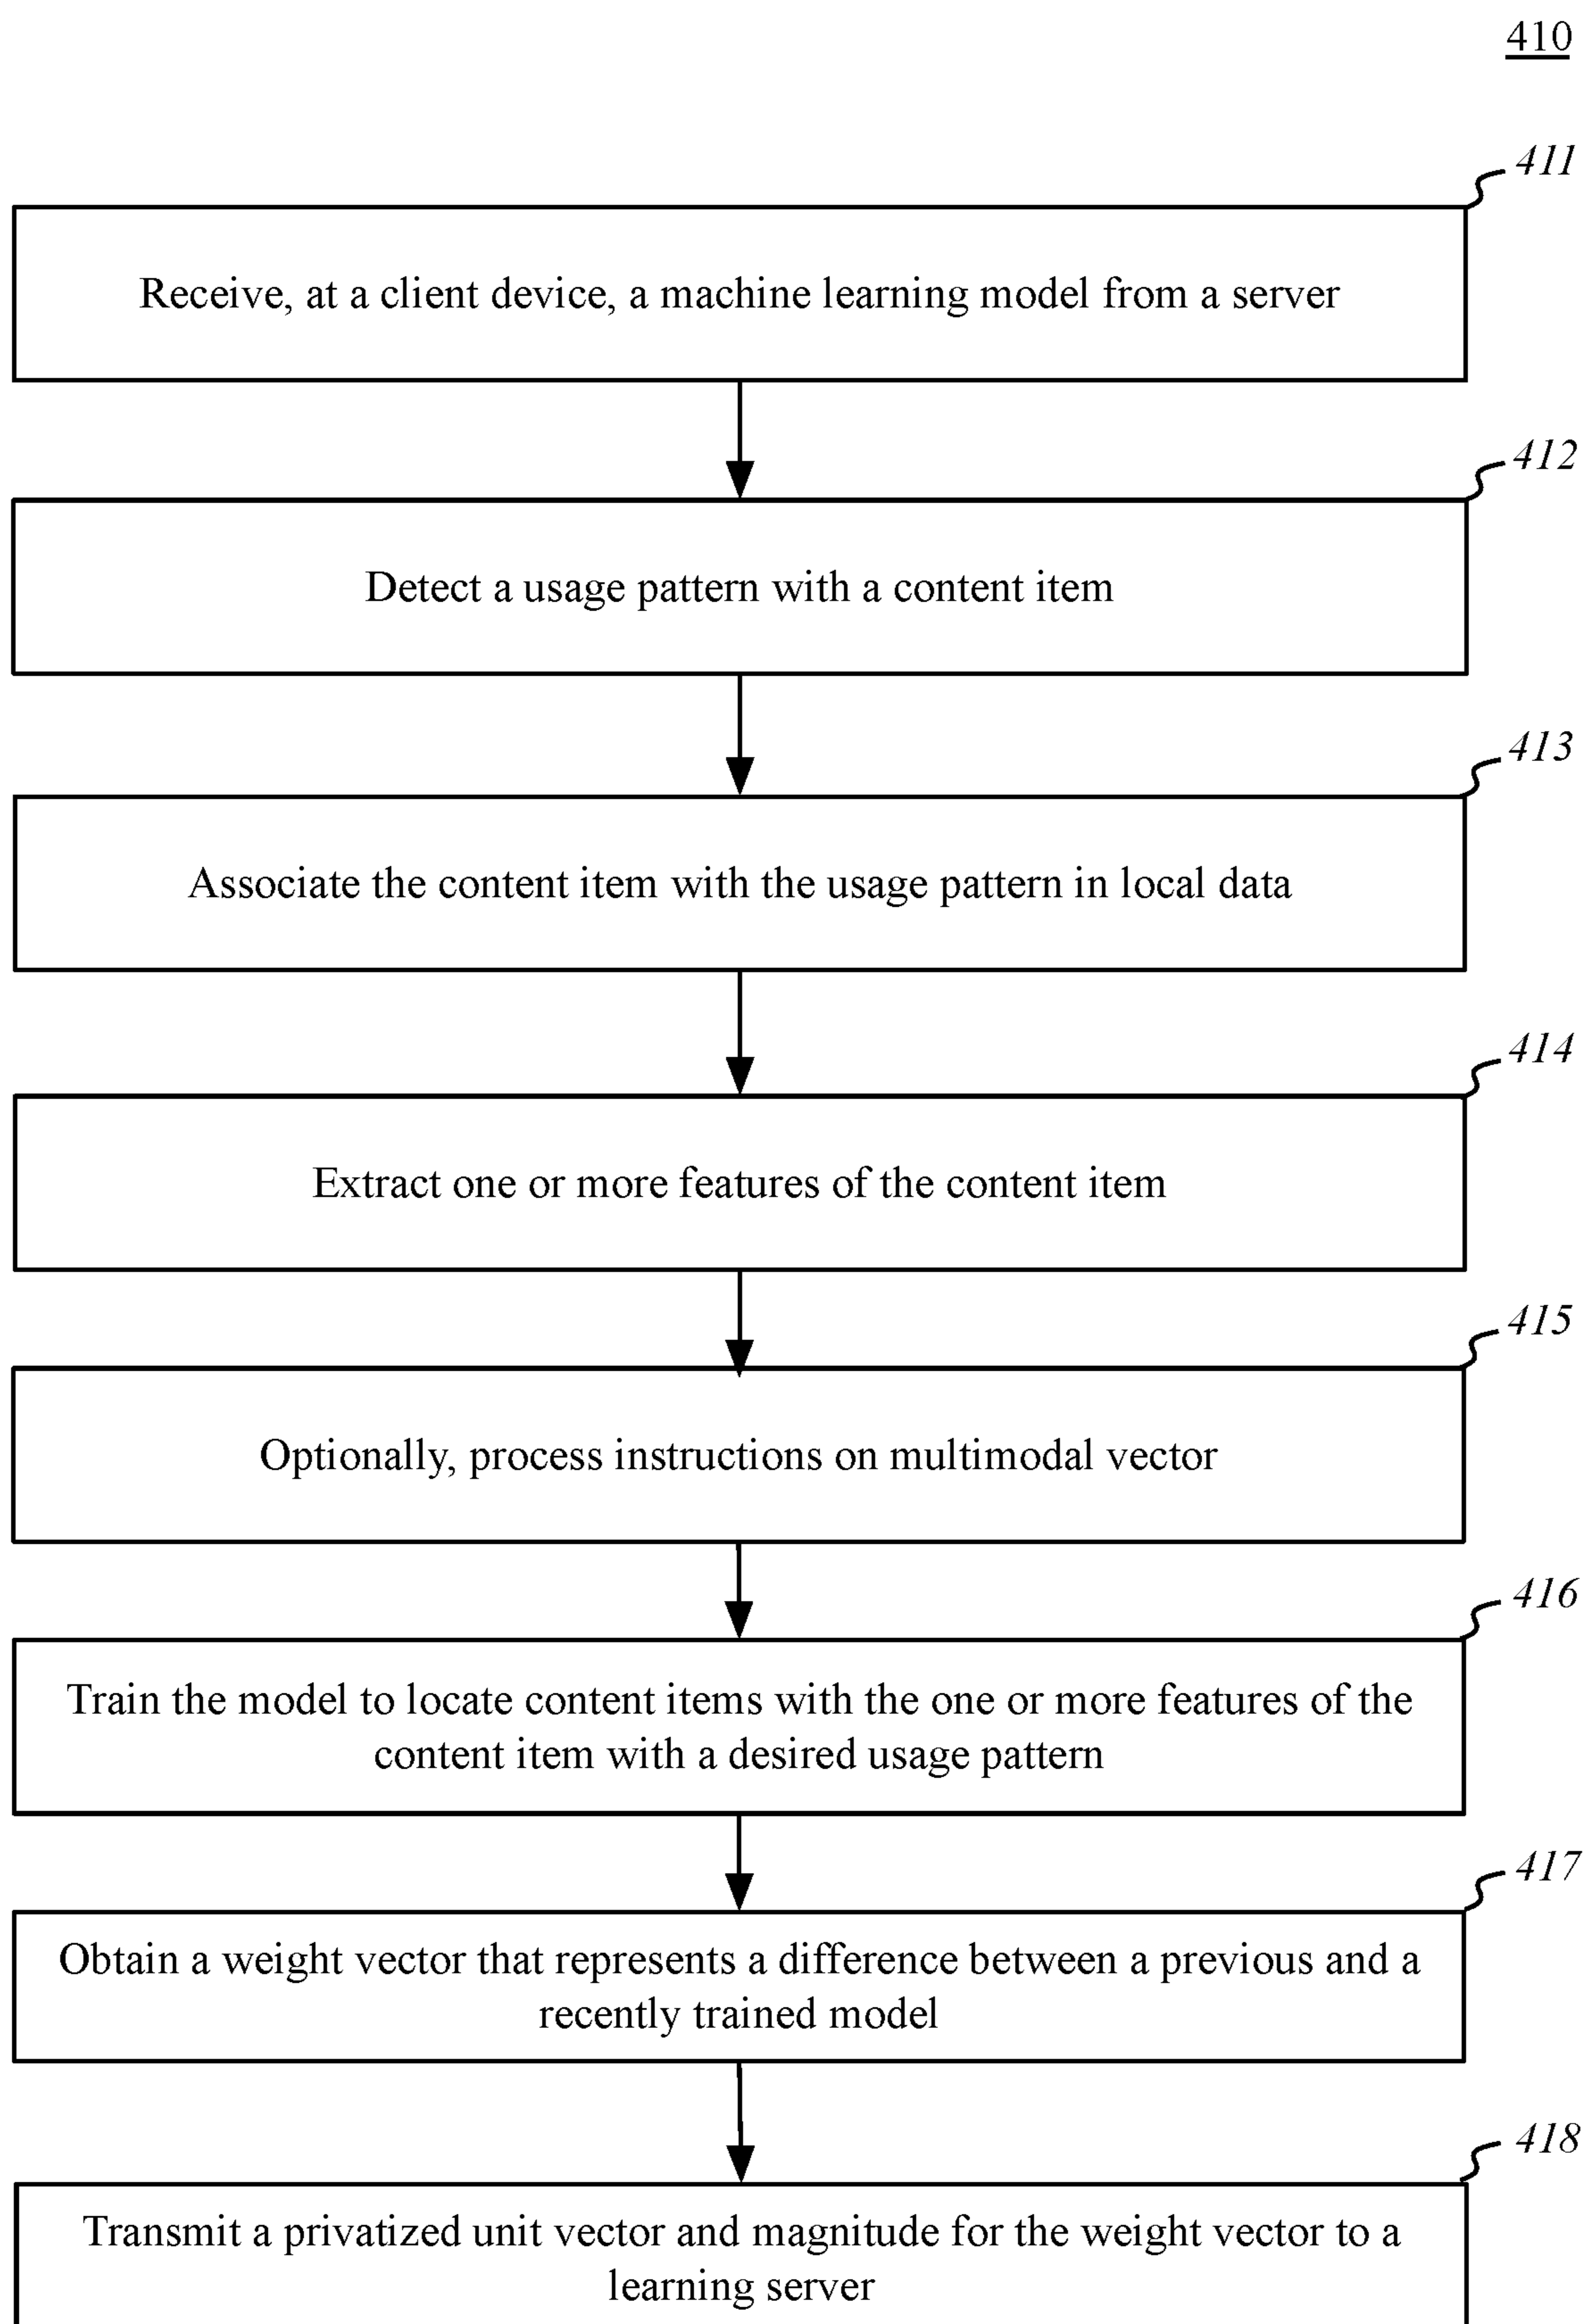 410
411
Receive, at a client device, a machine learning model from a server
412
Detect a usage pattern with a content item
413
Associate the content item with the usage pattern in local data
414
Extract one or more features of the content item
415
Optionally, process instructions on multimodal vector
416
Train the model to locate content items with the one or more features of the
content item with a desired usage pattern
417
Obtain a weight vector that represents a difference between a previous and a
recently trained model
418
Transmit a privatized unit vector and magnitude for the weight vector to a
learning server